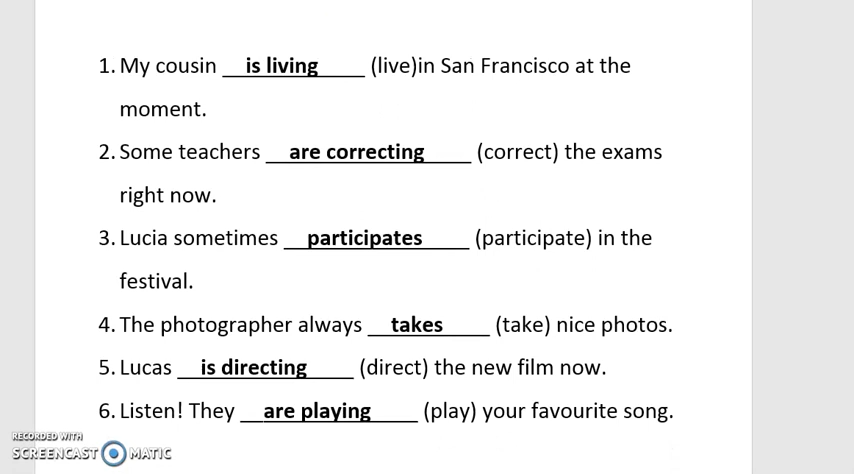 1. My cousin __is living____ (live)in San Francisco at the
moment.
2. Some teachers __are correcting____ (correct) the exams
right now.
3. Lucia sometimes __participates____ (participate) in the
festival.
4. The photographer always __takes____ (take) nice photos.
5. Lucas __is directing____ (direct) the new film now.
6. Listen! They __are playing____ (play) your favourite song.
RECORDED WITH
SCREENCAST MATIC